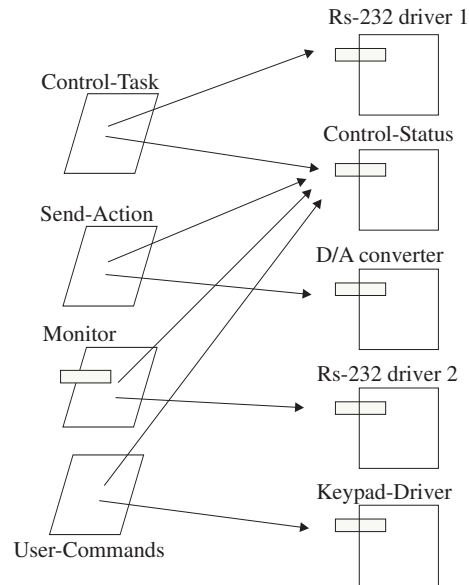 Rs-232 driver 1
Control-Task
Control-Status
Send-Action
D/A converter
Monitor
Rs-232 driver 2
Keypad-Driver
User-Commands